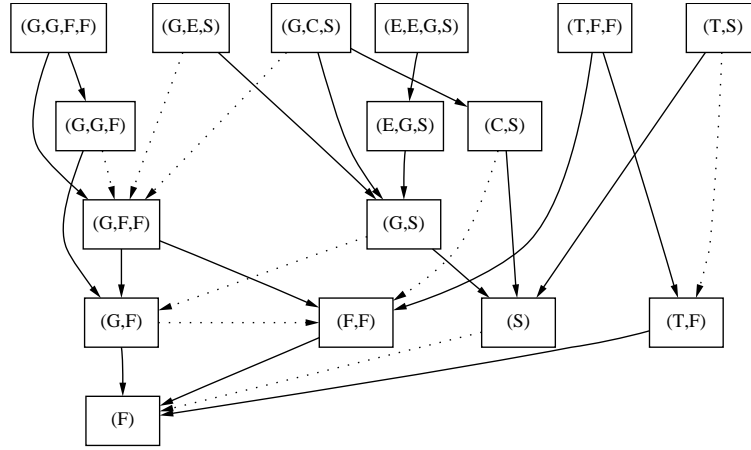 (G,G,F,F)
(G,E,S)
(G,C,S)
(E,E,G,S)
(T,F,F)
(T,S)
(G,G,F)
(E,G,S)
(C,S)
(G,F,F)
(G,S)
(G,F)
(F,F)
(S)
(T,F)
(F)